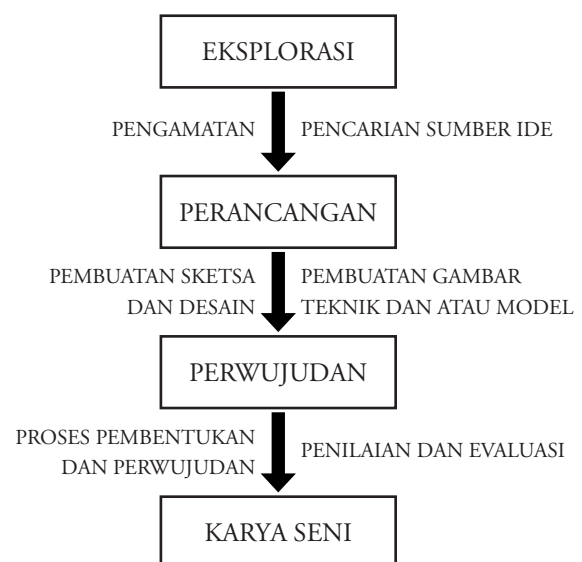 EKSPLORASI
PENGAMATAN
PENCARIAN SUMBER IDE
PERANCANGAN
PEMBUATAN SKETSA
DAN DESAIN
PEMBUATAN GAMBAR
TEKNIK DAN ATAU MODEL
PERWUJUDAN
PROSES PEMBENTUKAN
DAN PERWUJUDAN
PENILAIAN DAN EVALUASI
KARYA SENI